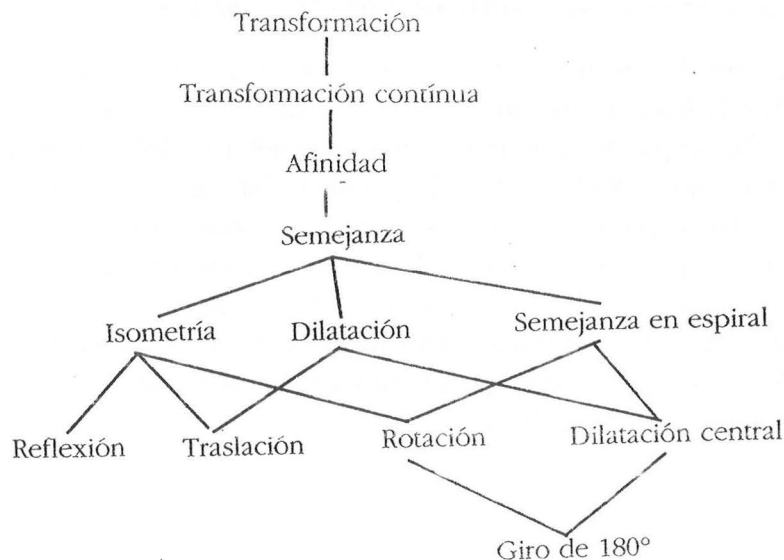 Transformación
Transformación contínua
Afinidad
Semejanza
Isometría Dilatación Semejanza en espiral
Reflexión Traslación Rotación Dilatación central
Giro de 180°